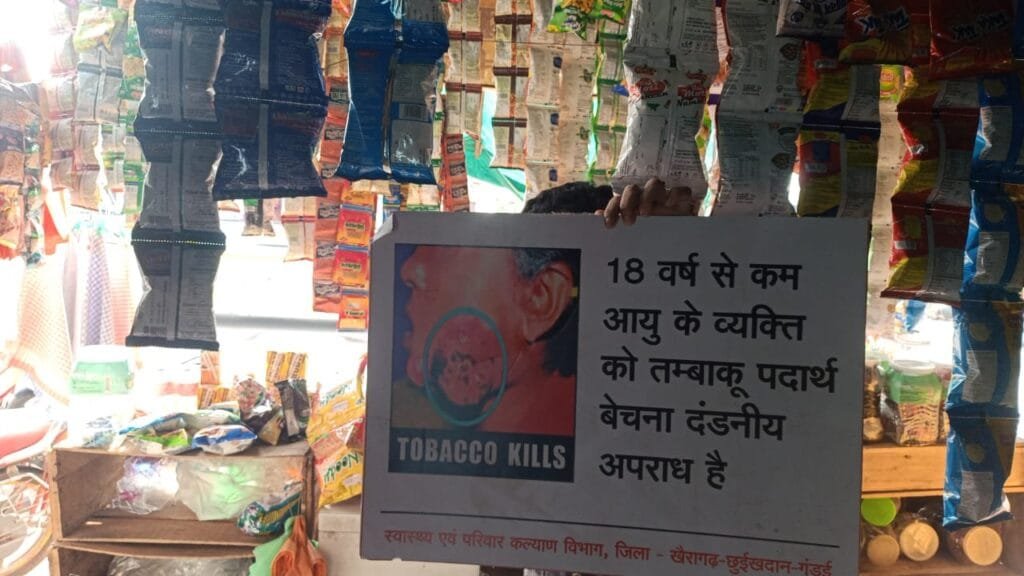 18 वर्ष से कम
आयु के व्यक्ति
को तम्बाकू पदार्थ
बेचना दंडनीय
अपराध है
TOBACCO KILLS
स्वास्थ्य एवं परिवार कल्याण विभाग, जिला - खैरागढ़-छुईखदान-गंडई